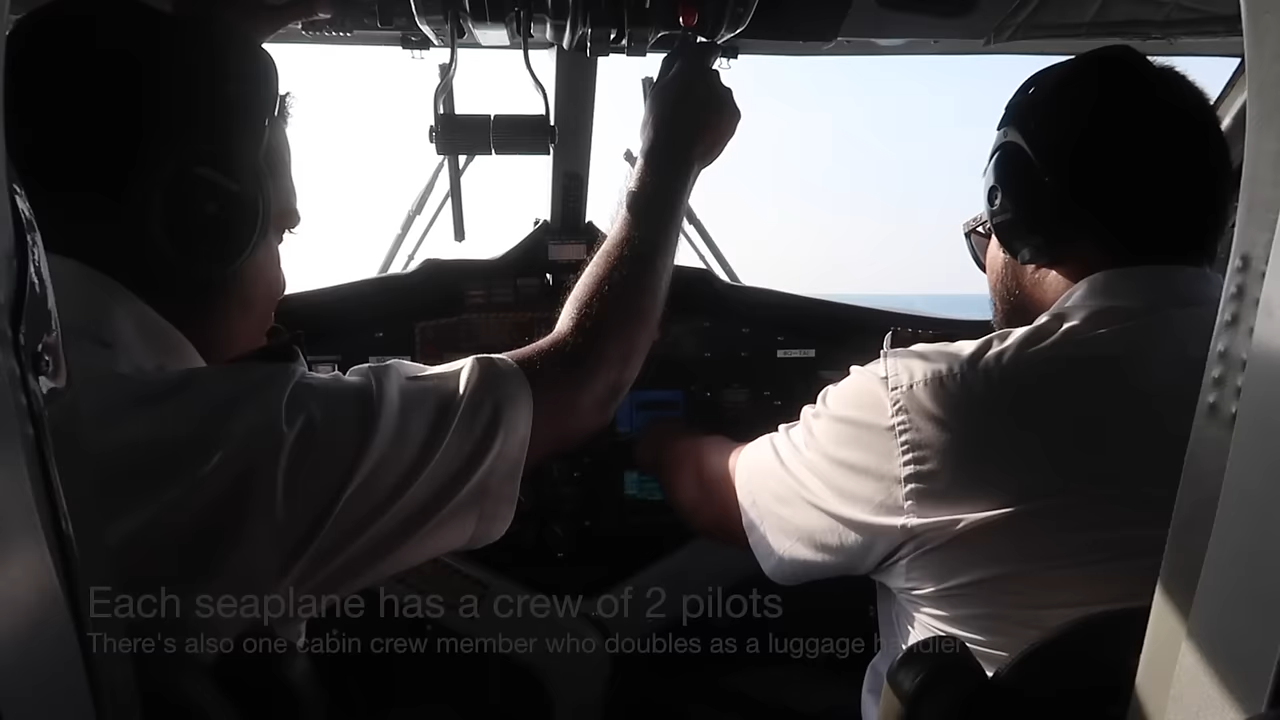 Each seaplane has a crew of 2 pilots
There's also one cabin crew member who doubles as a luggage handler